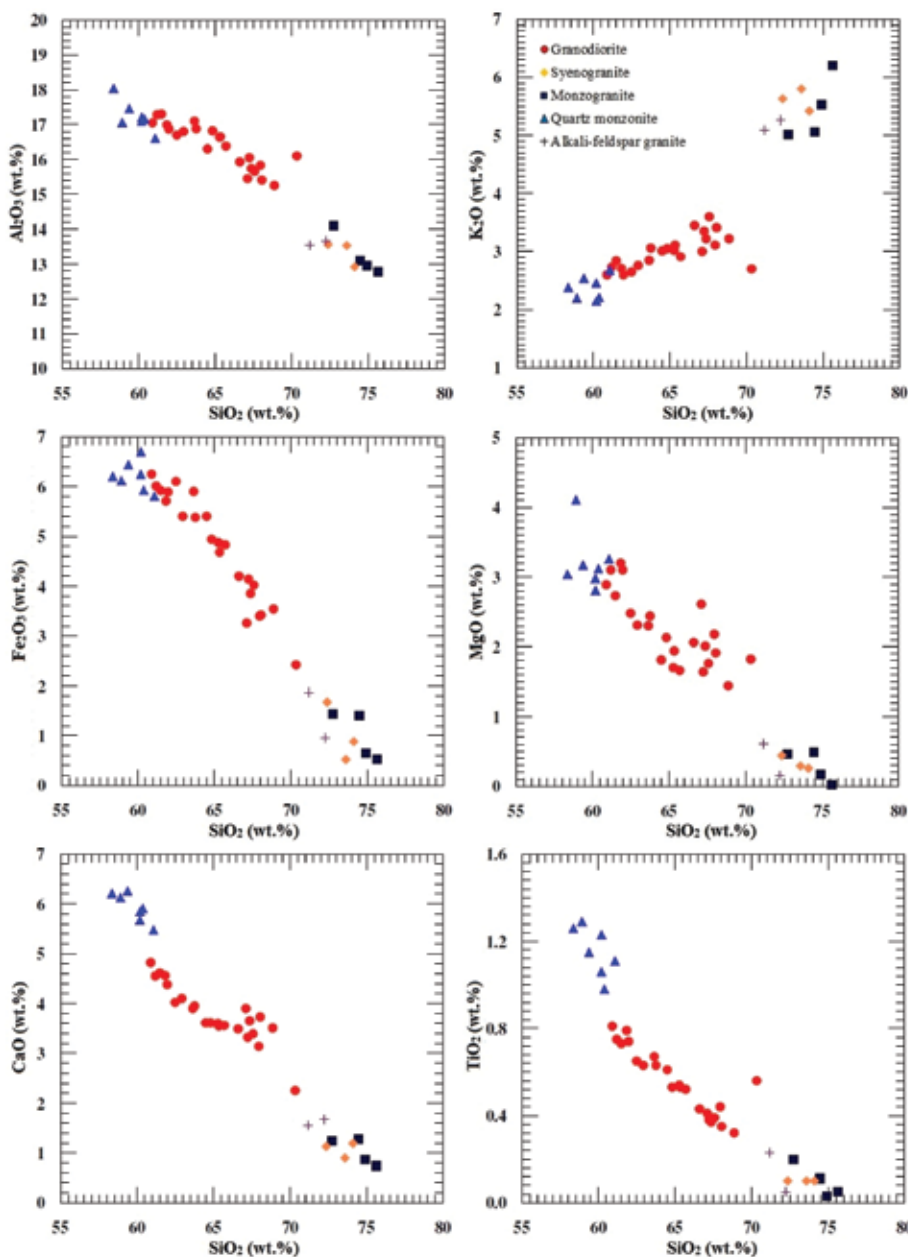 20
19
18
17
16
15
14
13
12
11
10
Al₂O₃ (wt.%)
55 60 65 70 75 80
SiO₂ (wt.%)
7
6
5
4
3
2
1
0
K₂O (wt.%)
Granodiorite
Syenogranite
Monzogranite
Quartz monzonite
Alkali-feldspar granite
55 60 65 70 75 80
SiO₂ (wt.%)
7
6
5
4
3
2
1
0
Fe₂O₃ (wt.%)
55 60 65 70 75 80
SiO₂ (wt.%)
5
4
3
2
1
0
MgO (wt.%)
55 60 65 70 75 80
SiO₂ (wt.%)
7
6
5
4
3
2
1
0
CaO (wt.%)
55 60 65 70 75 80
SiO₂ (wt.%)
1.6
1.2
0.8
0.4
0.0
TiO₂ (wt.%)
55 60 65 70 75 80
SiO₂ (wt.%)